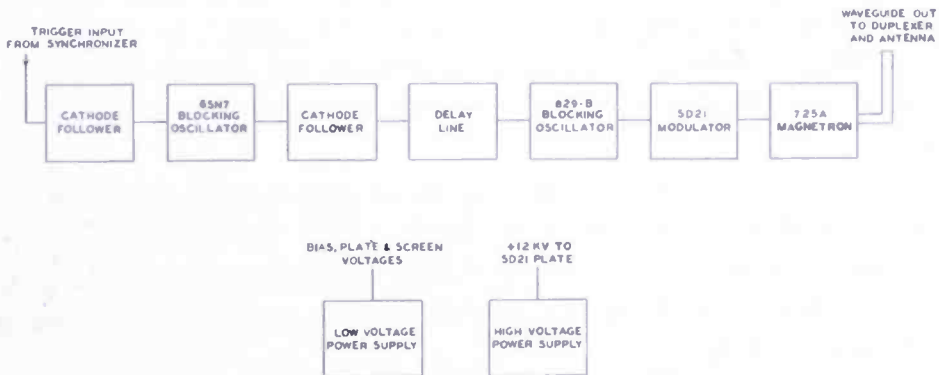 TRIGGER INPUT
FROM SYNCHRONIZER
WAVEGUIDE OUT
TO DUPLEXER
AND ANTENNA
CATHODE
FOLLOWER
6SN7
BLOCKING
OSCILLATOR
CATHODE
FOLLOWER
DELAY
LINE
829-B
BLOCKING
OSCILLATOR
5D21
MODULATOR
725A
MAGNETRON
BIAS, PLATE & SCREEN
VOLTAGES
+12 KV TO
5D21 PLATE
LOW VOLTAGE
POWER SUPPLY
HIGH VOLTAGE
POWER SUPPLY